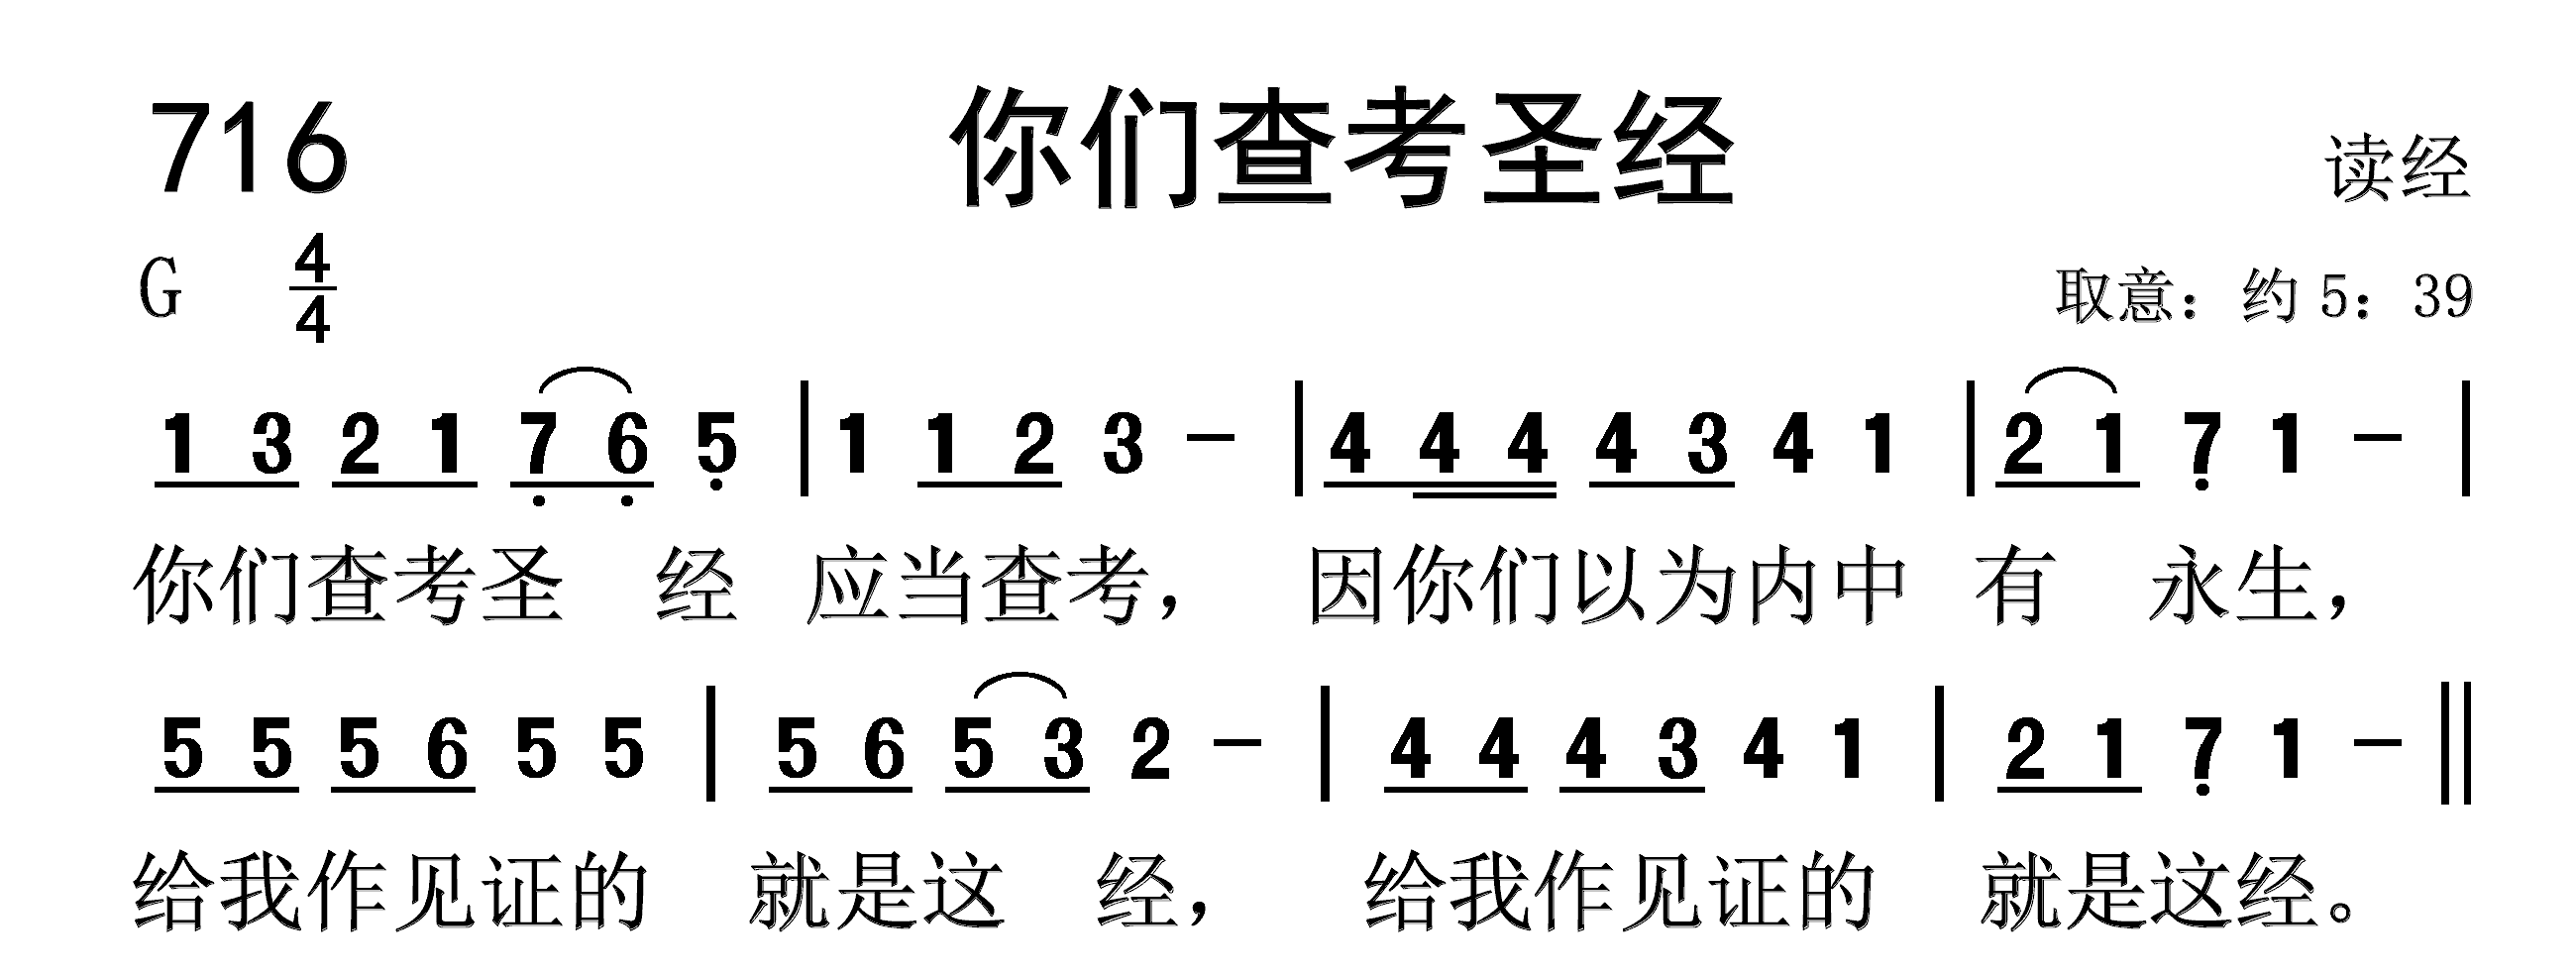 716 你们查考圣经 读经
G 4/4 取意：约 5：39
1 3 2 1 7 6 5 | 1 1 2 3 － | 4 4 4 4 3 4 1 | 2 1 7 1 － |
你们查考圣 经 应当查考， 因你们以为内中 有 永生，
5 5 5 6 5 5 | 5 6 5 3 2 － | 4 4 4 3 4 1 | 2 1 7 1 － ||
给我作见证的 就是这 经， 给我作见证的 就是这经。